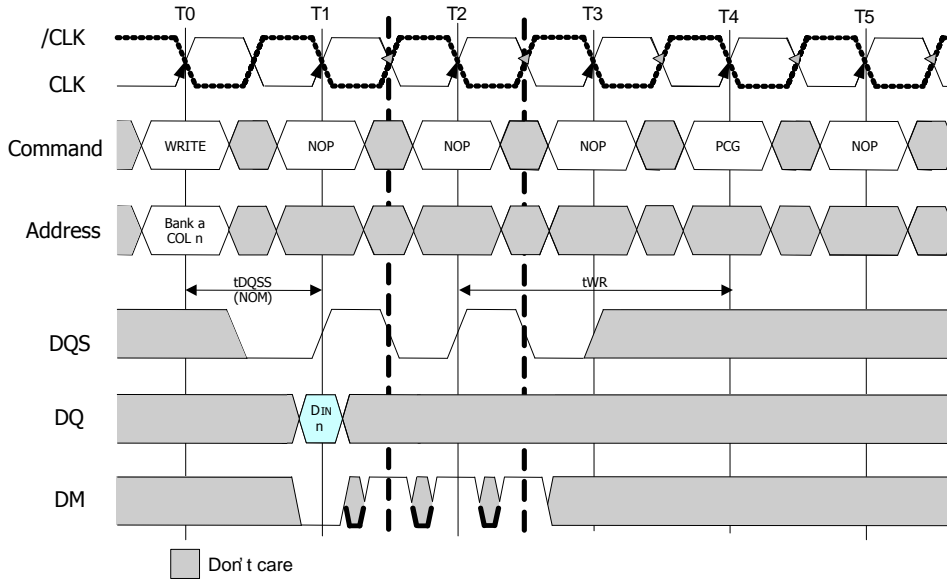 T0 T1 T2 T3 T4 T5
/CLK
CLK
Command WRITE NOP NOP NOP PCG NOP
Address Bank a
COL n
tDQSS
(NOM)
tWR
DQS
DQ DIN
n
DM
Don't care